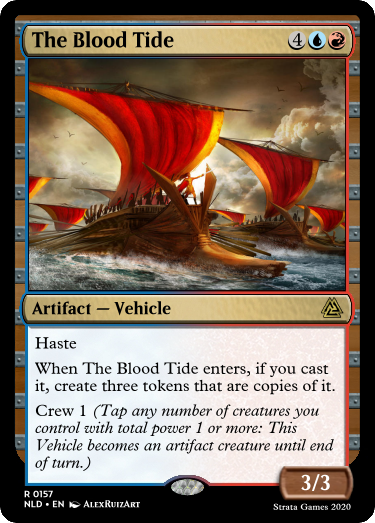 The Blood Tide 4
Artifact — Vehicle
Haste
When The Blood Tide enters, if you cast
it, create three tokens that are copies of it.
Crew 1 (Tap any number of creatures you
control with total power 1 or more: This
Vehicle becomes an artifact creature until end
of turn.)
3/3
R 0157
NLD • EN AlexRuizArt
Strata Games 2020